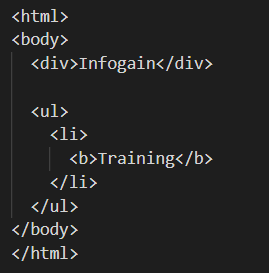 <html>
<body>
<div>Infogain</div>
<ul>
<li>
<b>Training</b>
</li>
</ul>
</body>
</html>